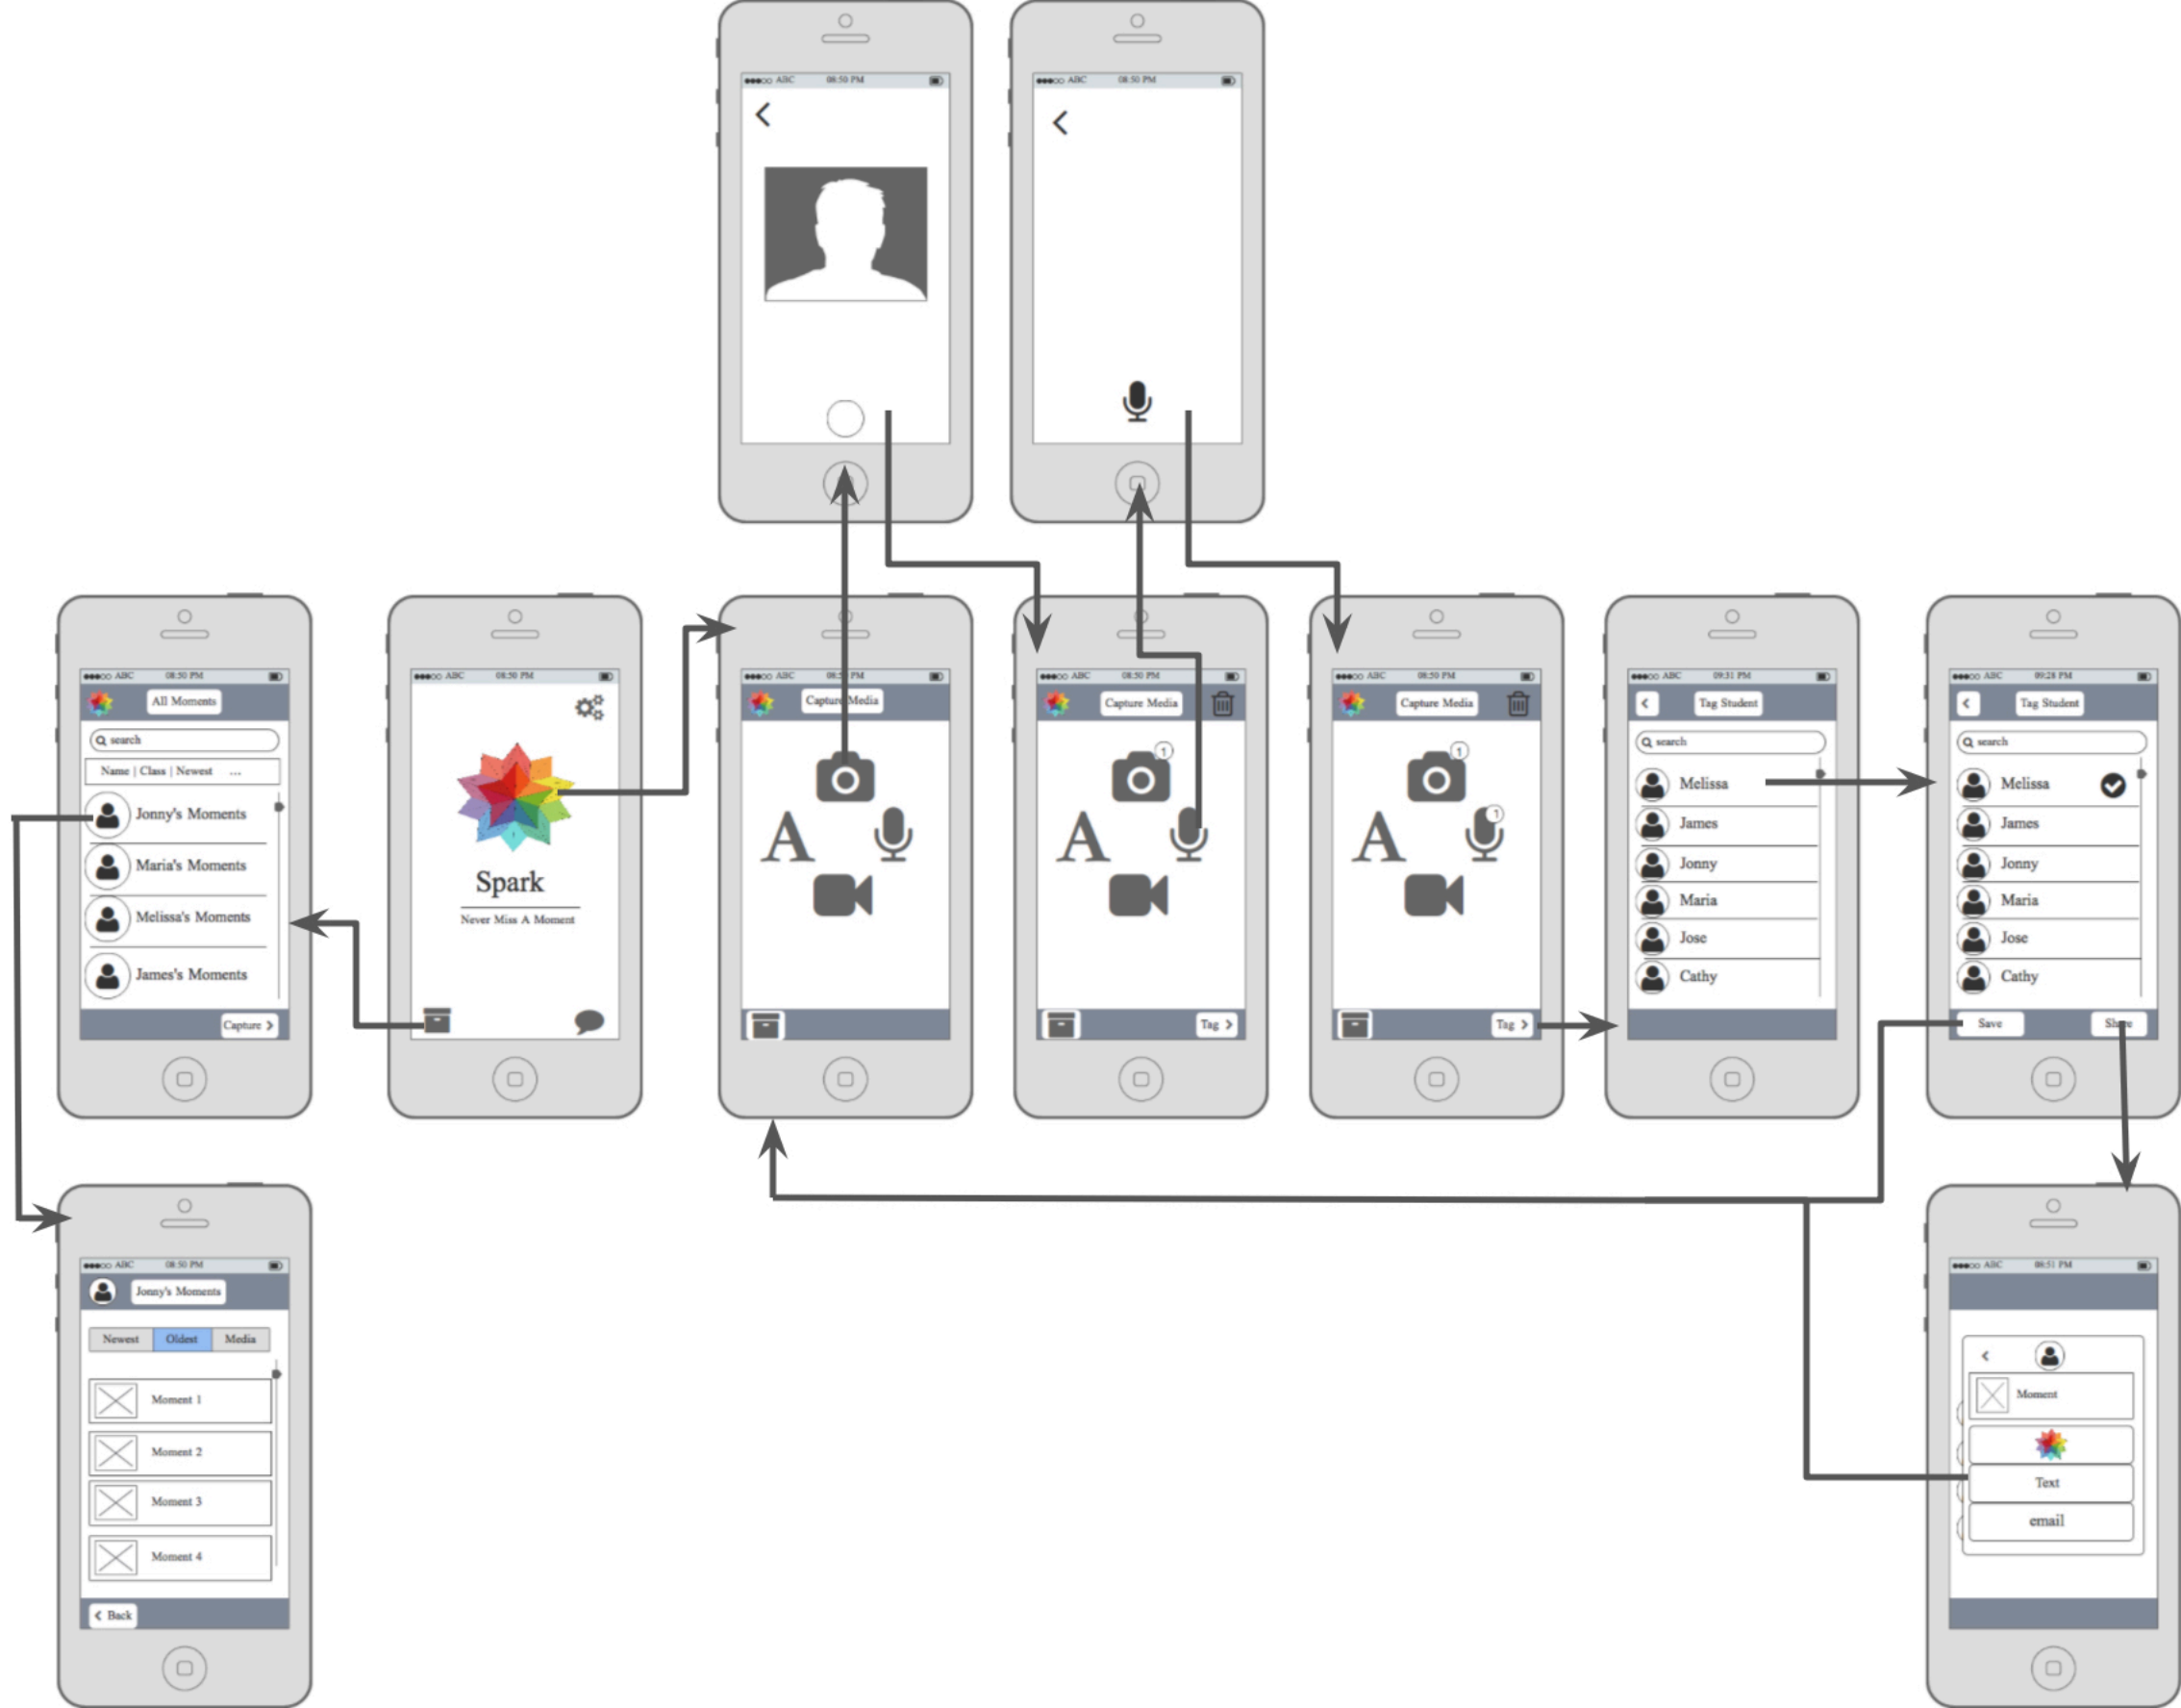 ABC 08:50 PM
ABC 08:50 PM
ABC 08:50 PM
All Moments
search
Name | Class | Newest ...
Jonny's Moments
Maria's Moments
Melissa's Moments
James's Moments
Capture >
ABC 08:50 PM
Spark
Never Miss A Moment
ABC 08:50 PM
Capture Media
A
ABC 08:50 PM
Capture Media
1
A
Tag >
ABC 08:50 PM
Capture Media
1
1
A
Tag >
ABC 09:31 PM
Tag Student
search
Melissa
James
Jonny
Maria
Jose
Cathy
ABC 09:28 PM
Tag Student
search
Melissa
James
Jonny
Maria
Jose
Cathy
Save
Share
ABC 08:50 PM
Jonny's Moments
Newest Oldest Media
Moment 1
Moment 2
Moment 3
Moment 4
< Back
ABC 08:51 PM
Moment
Text
email